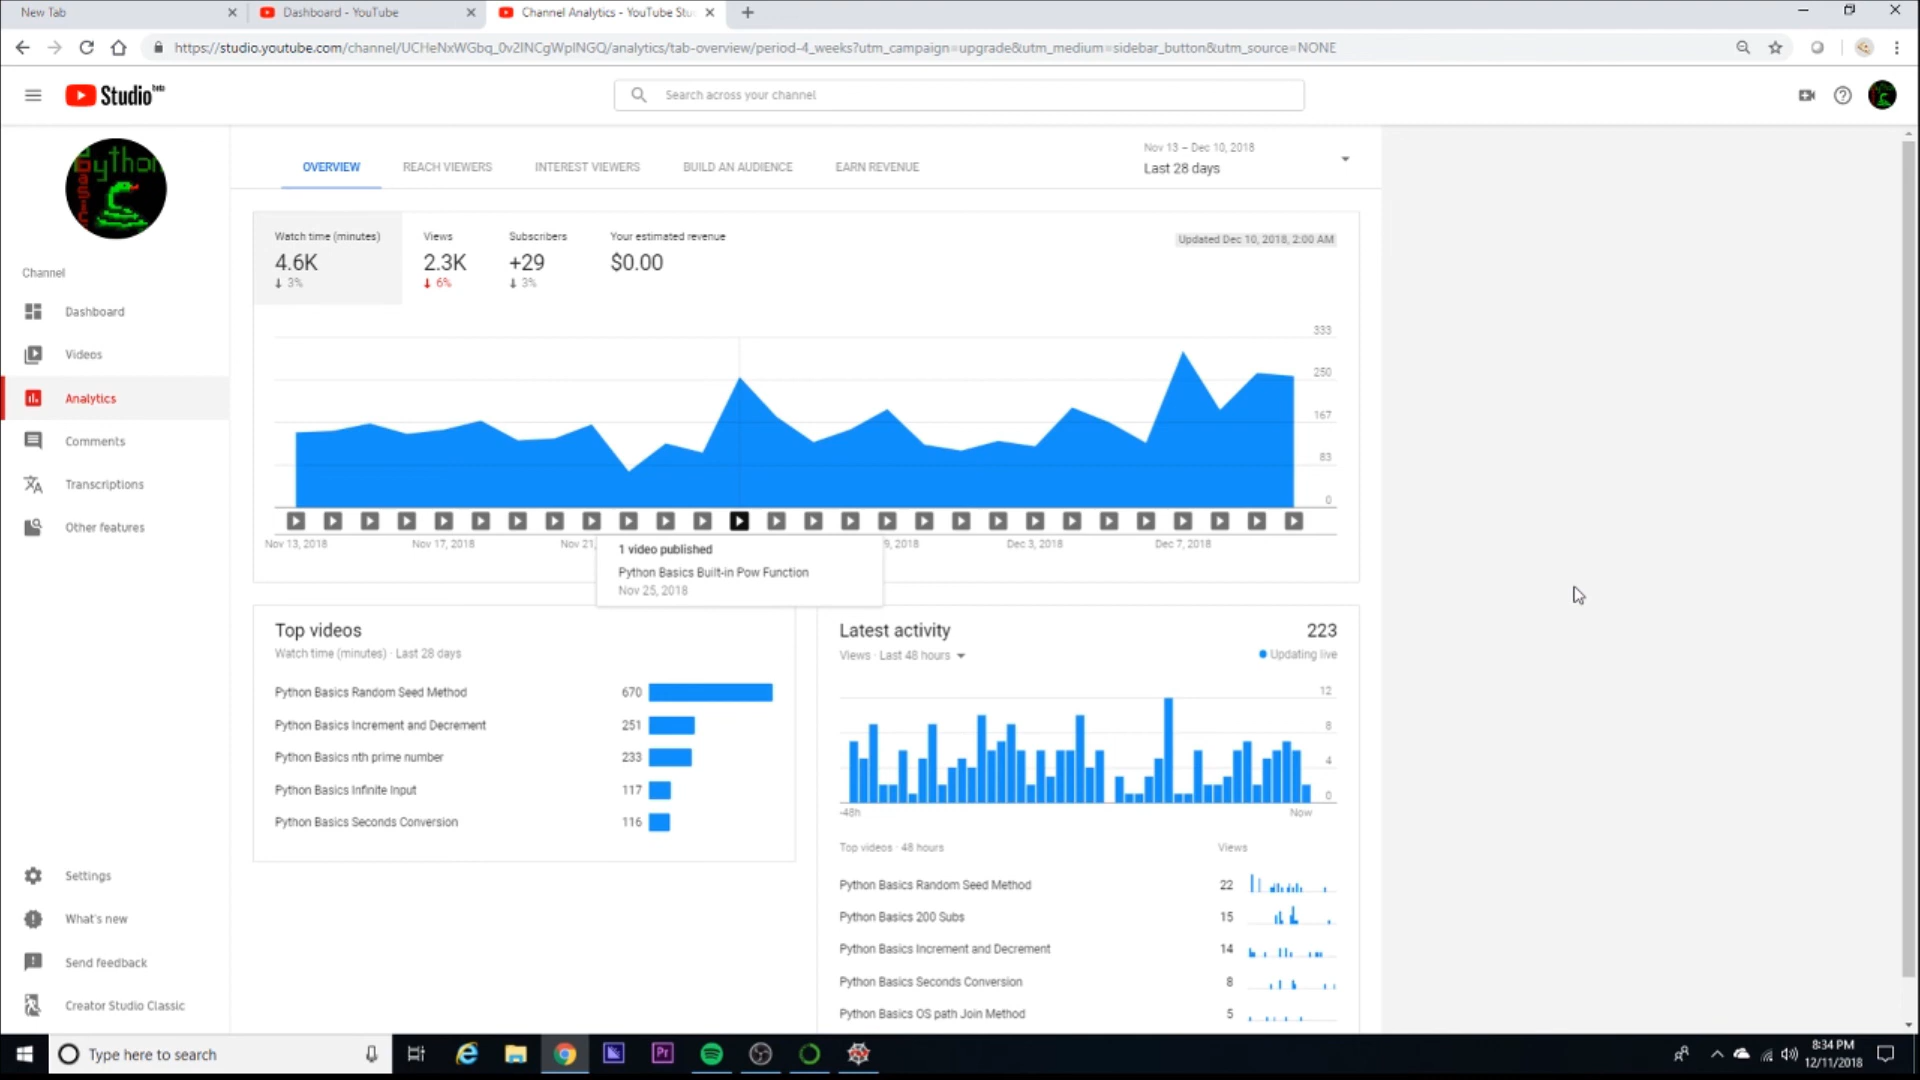 New Tab
Dashboard - YouTube
Channel Analytics - YouTube Stu
https://studio.youtube.com/channel/UCHeNxWGbq_0v2INCgWpINGQ/analytics/tab-overview/period-4_weeks?utm_campaign=upgrade&utm_medium=sidebar_button&utm_source=NONE
Studio beta
Search across your channel
python
Basics
Channel
Dashboard
Videos
Analytics
Comments
Transcriptions
Other features
Settings
What's new
Send feedback
Creator Studio Classic
OVERVIEW
REACH VIEWERS
INTEREST VIEWERS
BUILD AN AUDIENCE
EARN REVENUE
Nov 13 – Dec 10, 2018
Last 28 days
Watch time (minutes)
4.6K
3%
Views
2.3K
6%
Subscribers
+29
3%
Your estimated revenue
$0.00
Updated Dec 10, 2018, 2:00 AM
333
250
167
83
0
Nov 13, 2018
Nov 17, 2018
Nov 21,
9, 2018
Dec 3, 2018
Dec 7, 2018
1 video published
Python Basics Built-in Pow Function
Nov 25, 2018
Top videos
Watch time (minutes) · Last 28 days
Python Basics Random Seed Method 670
Python Basics Increment and Decrement 251
Python Basics nth prime number 233
Python Basics Infinite Input 117
Python Basics Seconds Conversion 116
Latest activity
223
Views · Last 48 hours
Updating live
12
8
4
0
-48h
Now
Top videos · 48 hours
Views
Python Basics Random Seed Method 22
Python Basics 200 Subs 15
Python Basics Increment and Decrement 14
Python Basics Seconds Conversion 8
Python Basics OS path Join Method 5
Type here to search
Pr
8:34 PM
12/11/2018